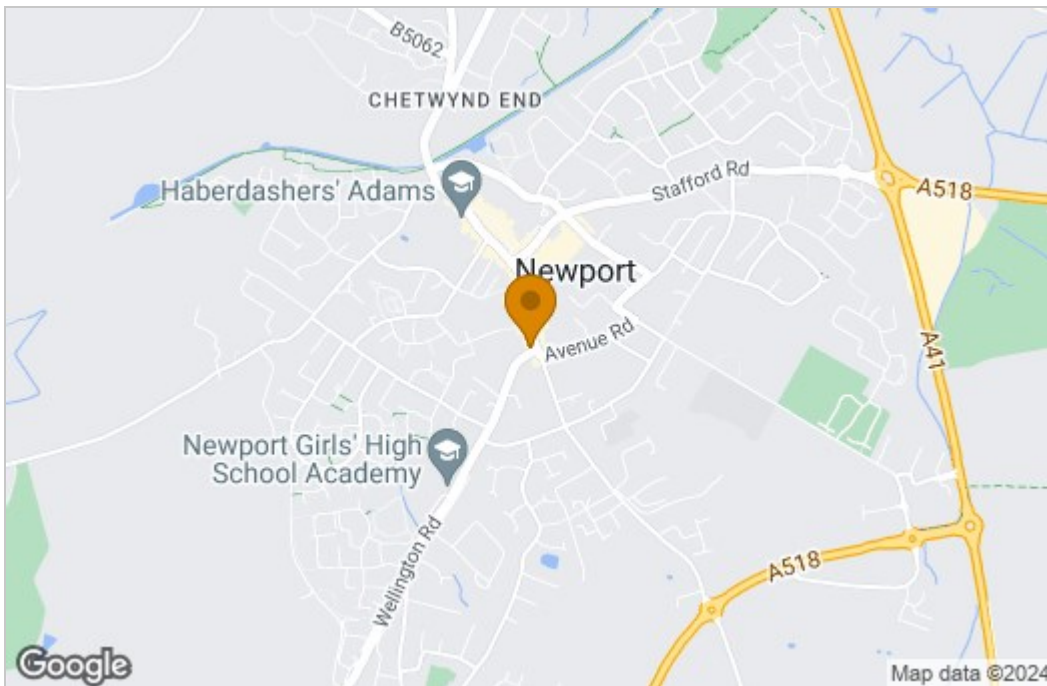 B5062
CHETWYND END
Haberdashers' Adams
Stafford Rd
A518
Newport
Avenue Rd
A41
Newport Girls' High
School Academy
Wellington Rd
A518
Google
Map data ©2024